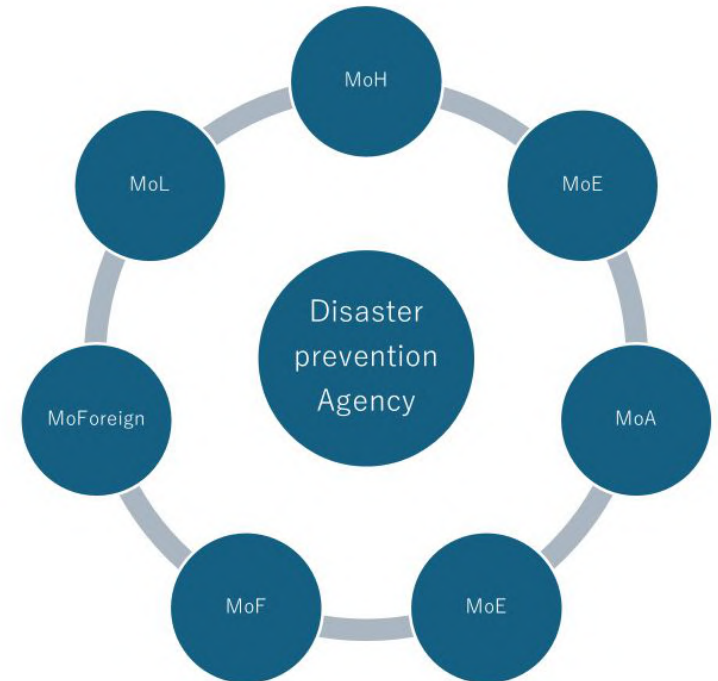 MoH
MoL
MoE
Disaster
prevention
Agency
MoForeign
MoA
MoF
MoE